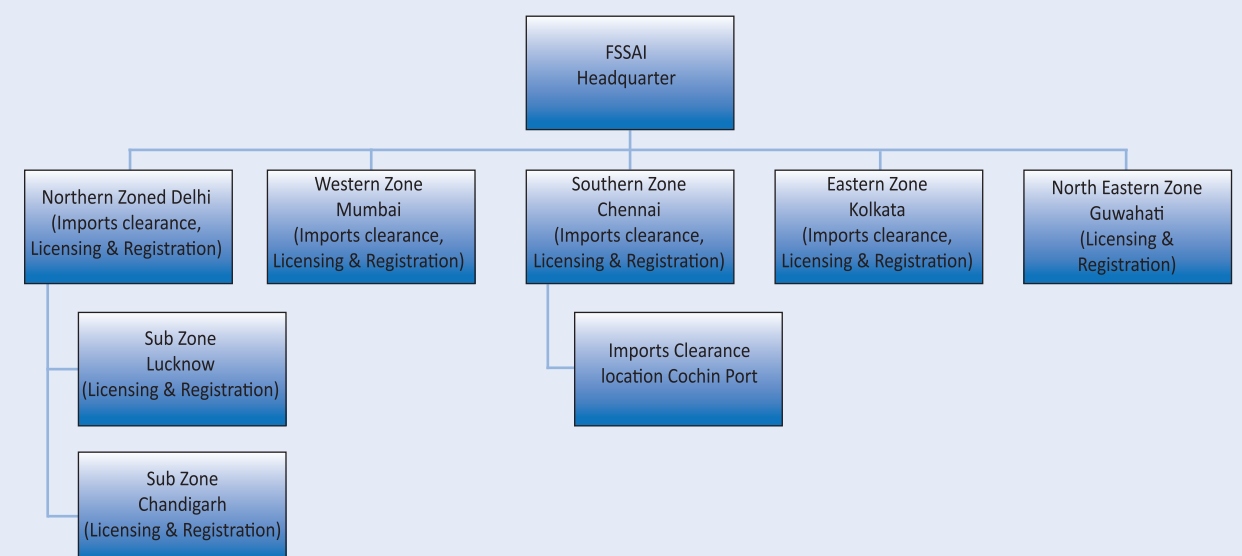 FSSAI
Headquarter
Northern Zoned Delhi
(Imports clearance,
Licensing & Registration)
Western Zone
Mumbai
(Imports clearance,
Licensing & Registration)
Southern Zone
Chennai
(Imports clearance,
Licensing & Registration)
Eastern Zone
Kolkata
(Imports clearance,
Licensing & Registration)
North Eastern Zone
Guwahati
(Licensing &
Registration)
Sub Zone
Lucknow
(Licensing & Registration)
Imports Clearance
location Cochin Port
Sub Zone
Chandigarh
(Licensing & Registration)